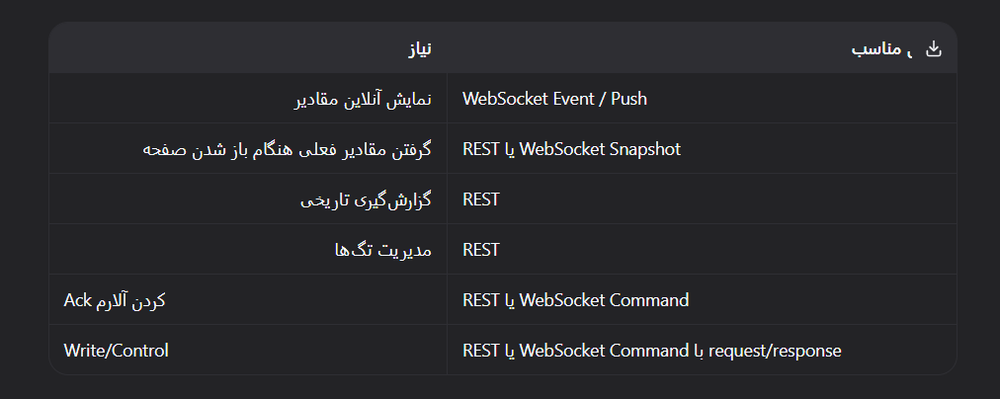 نیاز
مناسب
نمایش آنلاین مقادیر
WebSocket Event / Push
گرفتن مقادیر فعلی هنگام باز شدن صفحه
REST یا WebSocket Snapshot
گزارش‌گیری تاریخی
REST
مدیریت تگ‌ها
REST
Ack کردن آلارم
REST یا WebSocket Command
Write/Control
REST یا WebSocket Command با request/response